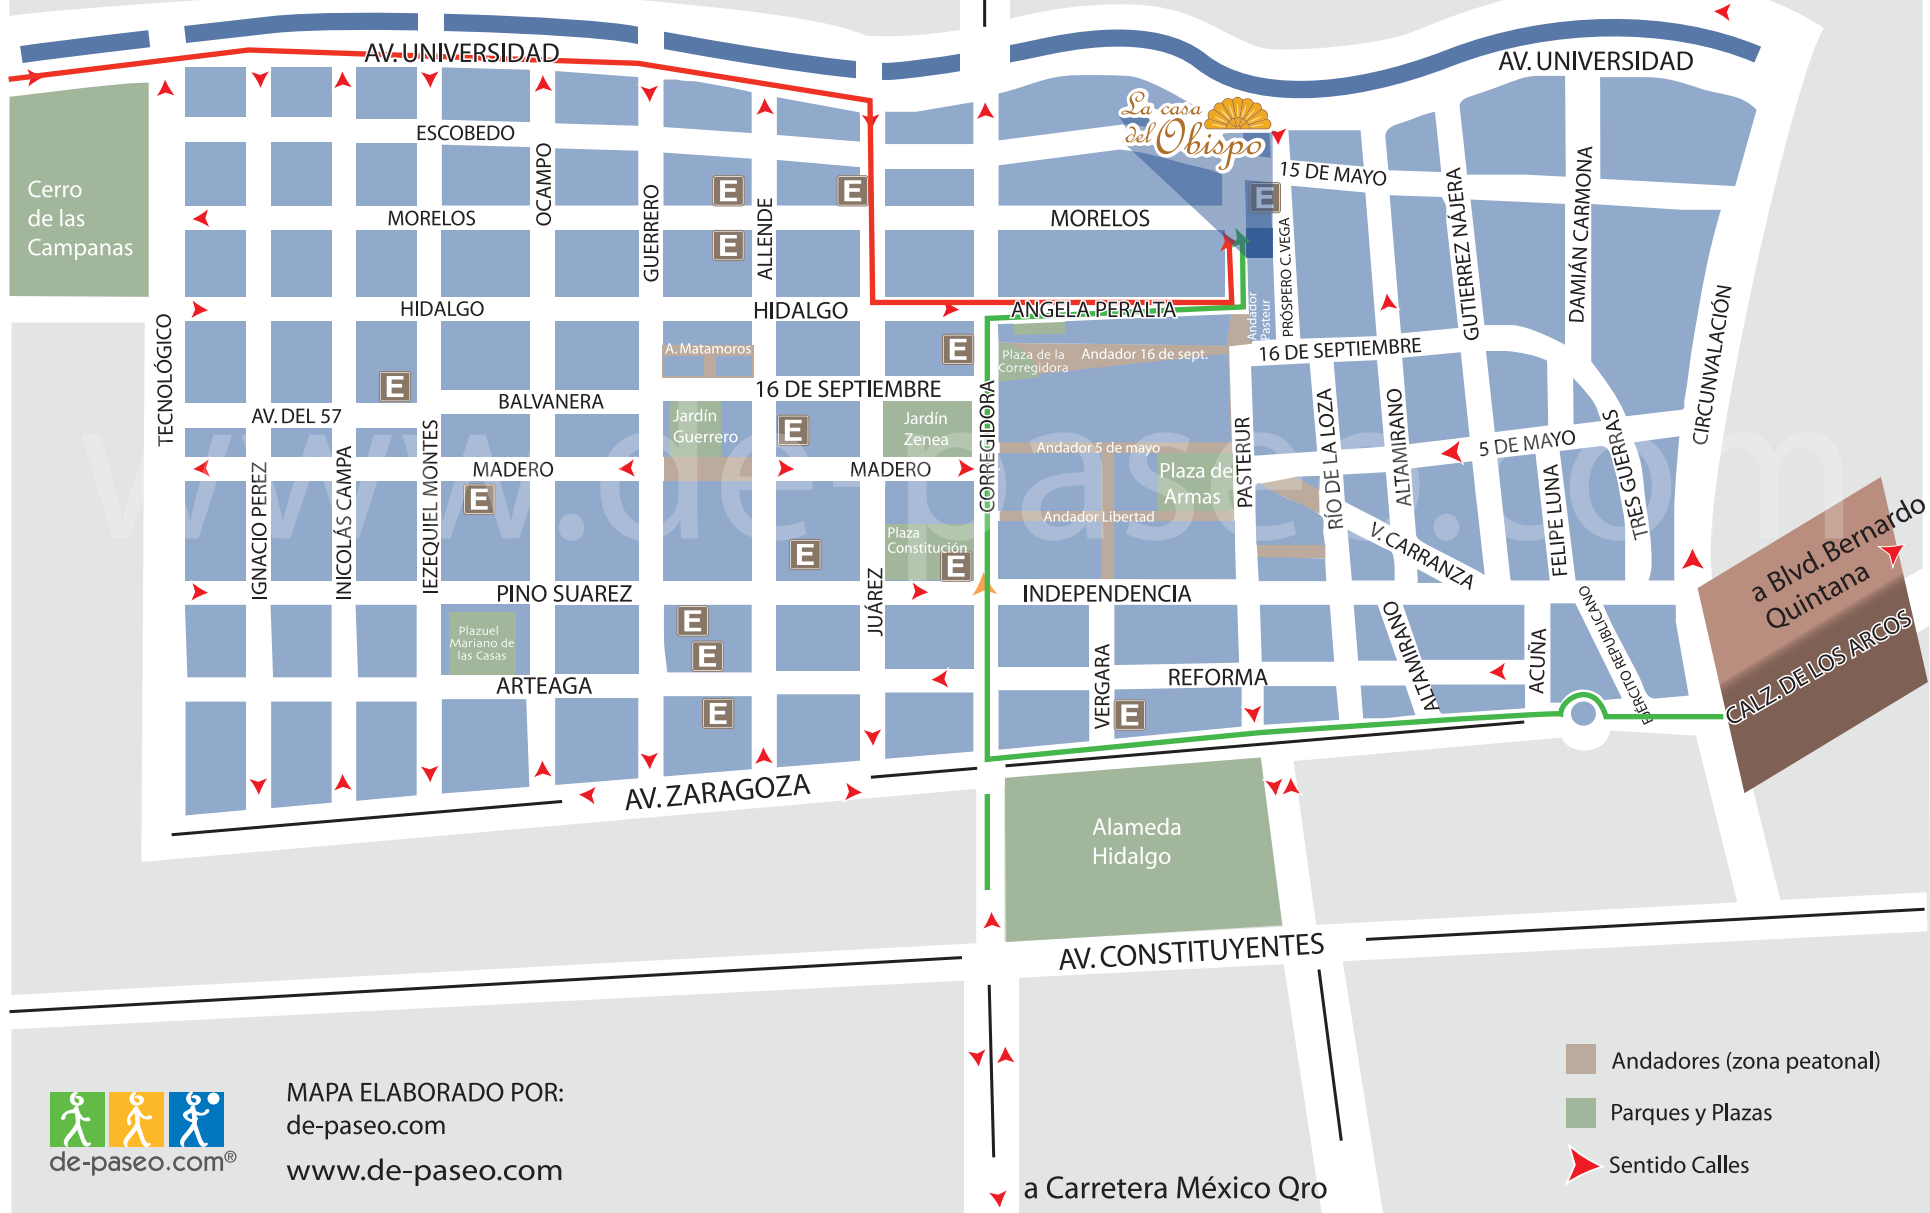 AV. UNIVERSIDAD
AV. UNIVERSIDAD
La casa
del Obispo
ESCOBEDO
15 DE MAYO
Cerro
de las
Campanas
OCAMPO
GUERRERO
ALLENDE
E
E
E
E
MORELOS
MORELOS
GUTIERREZ NÁJERA
DAMIÁN CARMONA
PRÓSPERO C. VEGA
CIRCUNVALACIÓN
HIDALGO
HIDALGO
ANGELA PERALTA
Andador
Pasteur
TECNOLÓGICO
A. Matamoros
E
Plaza de la
Corregidora
Andador 16 de sept.
16 DE SEPTIEMBRE
E
16 DE SEPTIEMBRE
BALVANERA
AV. DEL 57
Jardín
Guerrero
E
Jardín
Zenea
CORREGIDORA
PASTERUR
RÍO DE LA LOZA
ALTAMIRANO
TRES GUERRAS
5 DE MAYO
Andador 5 de mayo
www.de-paseo.com
MADERO
MADERO
Plaza de
Armas
IGNACIO PEREZ
INICOLÁS CAMPA
IEZEQUIEL MONTES
E
FELIPE LUNA
Andador Libertad
V. CARRANZA
Plaza
Constitución
E
E
a Blvd. Bernardo
Quintana
CALZ. DE LOS ARCOS
PINO SUAREZ
JUÁREZ
INDEPENDENCIA
EJÉRCITO REPUBLICANO
Plazuel
Mariano de
las Casas
E
E
VERGARA
ALTAMIRANO
ACUÑA
ARTEAGA
REFORMA
E
E
AV. ZARAGOZA
Alameda
Hidalgo
AV. CONSTITUYENTES
Andadores (zona peatonal)
Parques y Plazas
Sentido Calles
MAPA ELABORADO POR:
de-paseo.com
www.de-paseo.com
de-paseo.com®
a Carretera México Qro